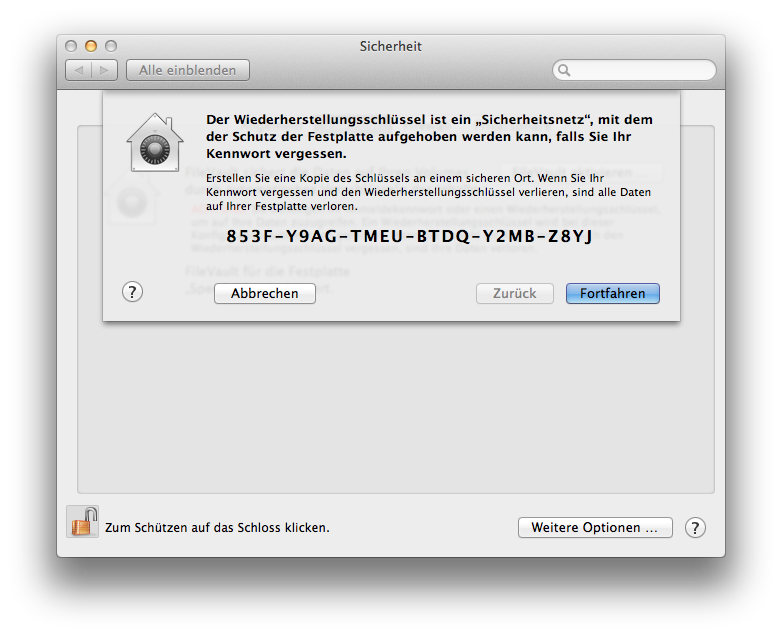 Sicherheit
Alle einblenden
Der Wiederherstellungsschlüssel ist ein „Sicherheitsnetz“, mit dem
der Schutz der Festplatte aufgehoben werden kann, falls Sie Ihr
Kennwort vergessen.
Erstellen Sie eine Kopie des Schlüssels an einem sicheren Ort. Wenn Sie Ihr
Kennwort vergessen und den Wiederherstellungsschlüssel verlieren, sind alle Daten
auf Ihrer Festplatte verloren.
853F-Y9AG-TMEU-BTDQ-Y2MB-Z8YJ
FileVault für die Festplatte
? Abbrechen Zurück Fortfahren
Zum Schützen auf das Schloss klicken. Weitere Optionen ... ?